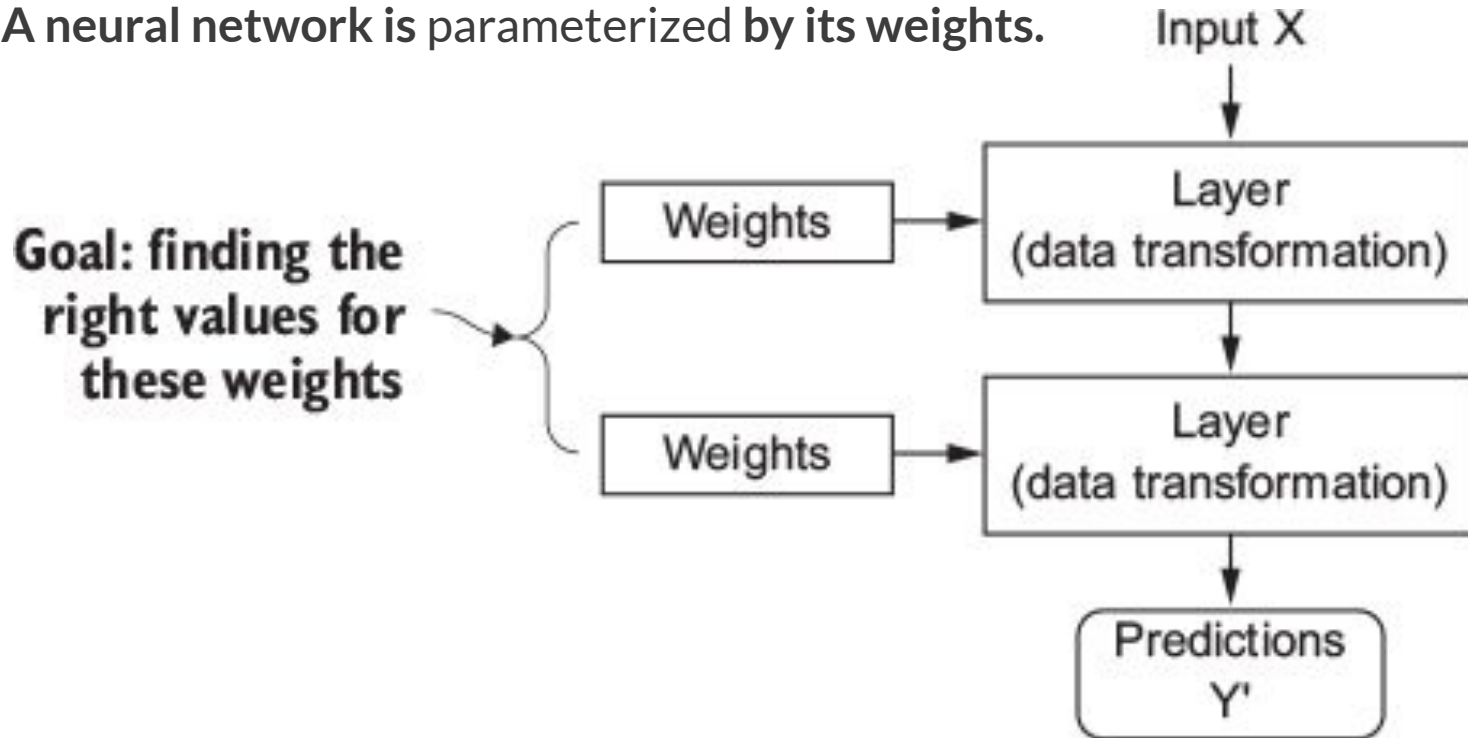 A neural network is parameterized by its weights.
Input X
Layer
(data transformation)
Weights
Goal: finding the
right values for
these weights
Weights
Layer
(data transformation)
Predictions
Y'